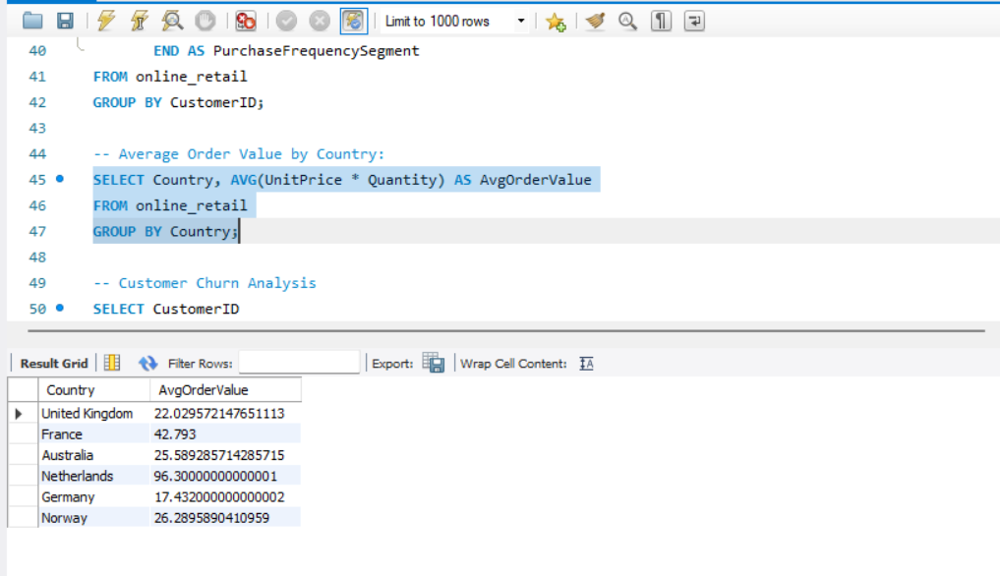 Limit to 1000 rows
40 END AS PurchaseFrequencySegment
41 FROM online_retail
42 GROUP BY CustomerID;
43
44 -- Average Order Value by Country:
45 SELECT Country, AVG(UnitPrice * Quantity) AS AvgOrderValue
46 FROM online_retail
47 GROUP BY Country;
48
49 -- Customer Churn Analysis
50 SELECT CustomerID
Result Grid Filter Rows: Export: Wrap Cell Content: IA
Country AvgOrderValue
United Kingdom 22.029572147651113
France 42.793
Australia 25.589285714285715
Netherlands 96.30000000000001
Germany 17.432000000000002
Norway 26.2895890410959